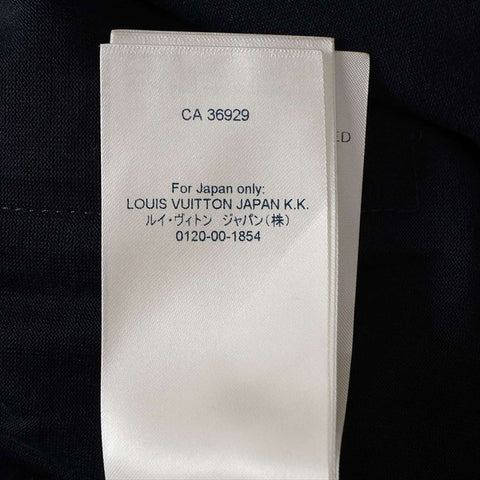 CA 36929
For Japan only:
LOUIS VUITTON JAPAN K.K.
ルイ・ヴィトン ジャパン(株)
0120-00-1854
ED